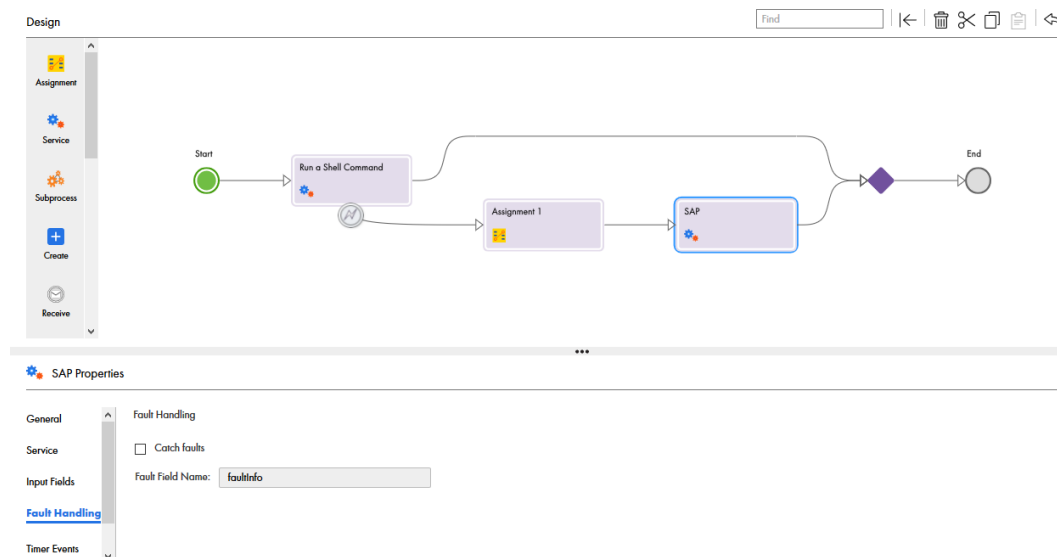 Design
Find
Assignment
Service
Subprocess
Create
Receive
Start
Run a Shell Command
Assignment 1
SAP
End
SAP Properties
General
Service
Input Fields
Fault Handling
Timer Events
Fault Handling
Catch faults
Fault Field Name:
faultInfo